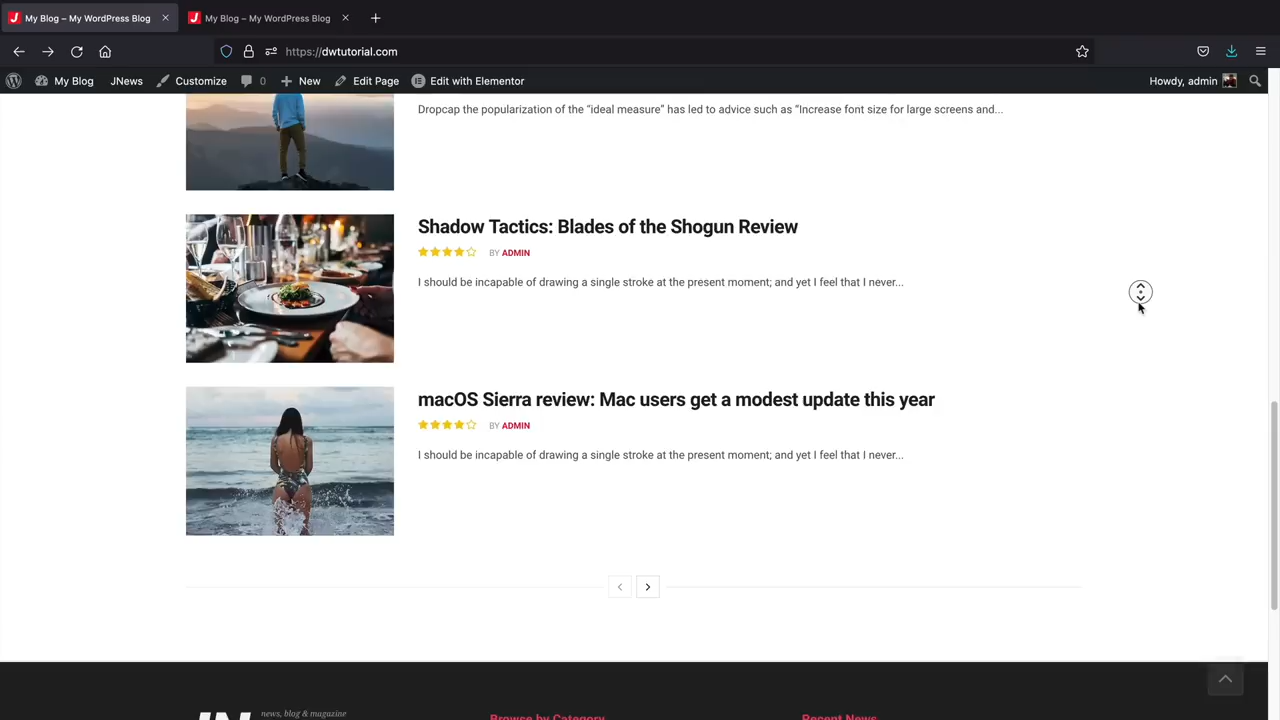 My Blog – My WordPress Blog
My Blog – My WordPress Blog
https://dwtutorial.com
My Blog
JNews
Customize
0
New
Edit Page
Edit with Elementor
Howdy, admin
Dropcap the popularization of the “ideal measure” has led to advice such as “Increase font size for large screens and...
Shadow Tactics: Blades of the Shogun Review
BY ADMIN
I should be incapable of drawing a single stroke at the present moment; and yet I feel that I never...
macOS Sierra review: Mac users get a modest update this year
BY ADMIN
I should be incapable of drawing a single stroke at the present moment; and yet I feel that I never...
news, blog & magazine
Browse by Category
Recent News